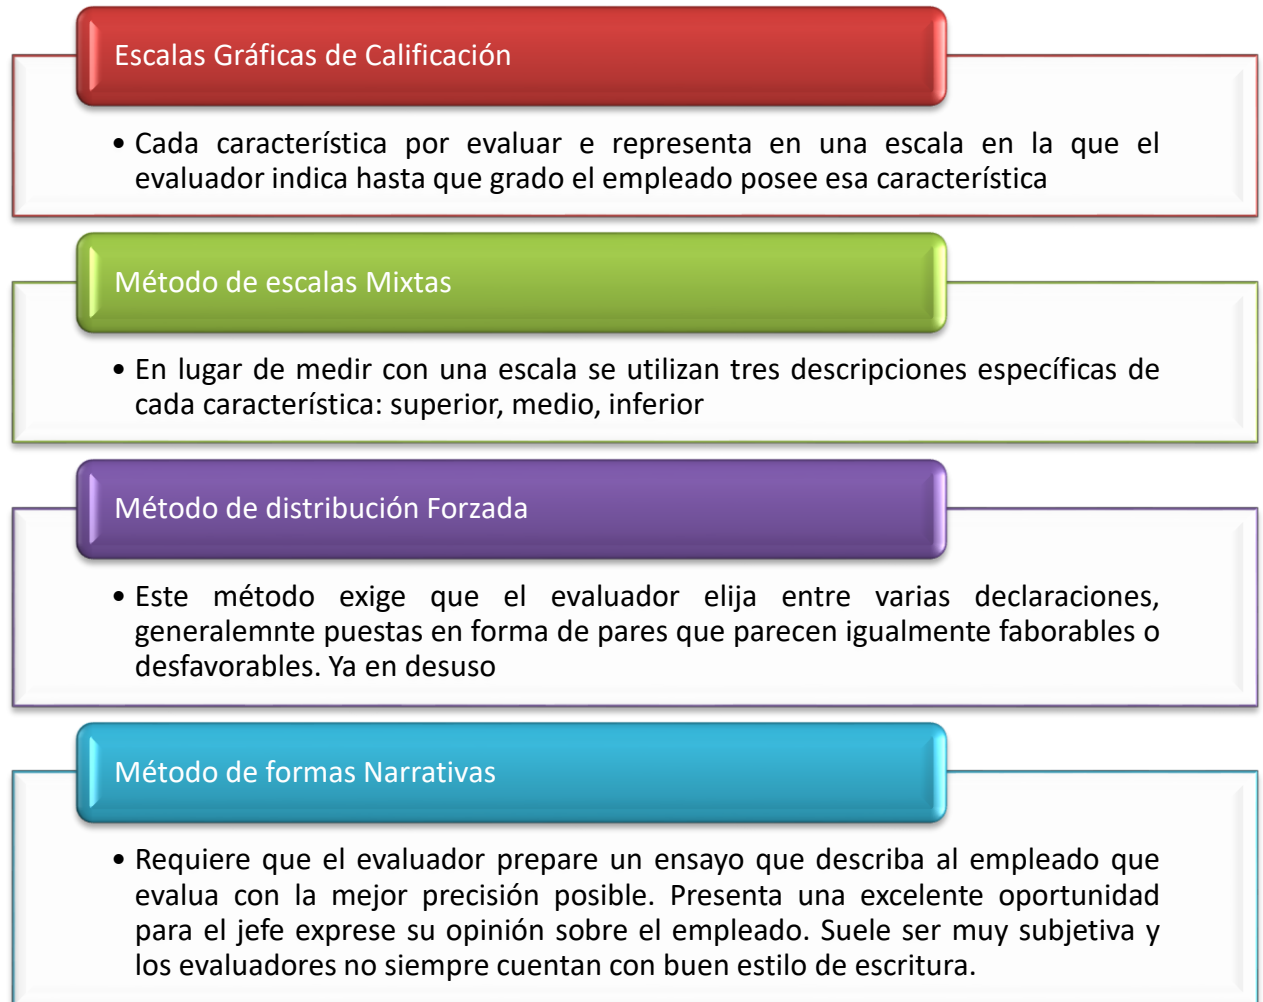 Escalas Gráficas de Calificación
• Cada característica por evaluar e representa en una escala en la que el
evaluador indica hasta que grado el empleado posee esa característica
Método de escalas Mixtas
• En lugar de medir con una escala se utilizan tres descripciones específicas de
cada característica: superior, medio, inferior
Método de distribución Forzada
• Este método exige que el evaluador elija entre varias declaraciones,
generalemnte puestas en forma de pares que parecen igualmente faborables o
desfavorables. Ya en desuso
Método de formas Narrativas
• Requiere que el evaluador prepare un ensayo que describa al empleado que
evalua con la mejor precisión posible. Presenta una excelente oportunidad
para el jefe exprese su opinión sobre el empleado. Suele ser muy subjetiva y
los evaluadores no siempre cuentan con buen estilo de escritura.